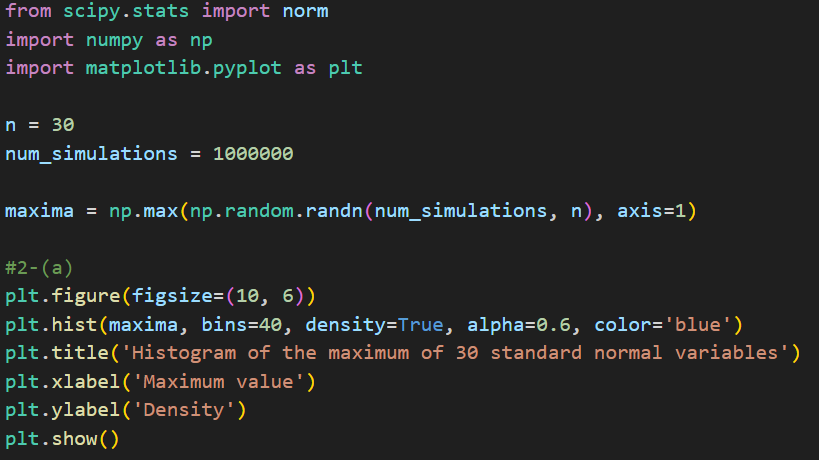 from scipy.stats import norm
import numpy as np
import matplotlib.pyplot as plt
n = 30
num_simulations = 1000000
maxima = np.max(np.random.randn(num_simulations, n), axis=1)
#2-(a)
plt.figure(figsize=(10, 6))
plt.hist(maxima, bins=40, density=True, alpha=0.6, color='blue')
plt.title('Histogram of the maximum of 30 standard normal variables')
plt.xlabel('Maximum value')
plt.ylabel('Density')
plt.show()